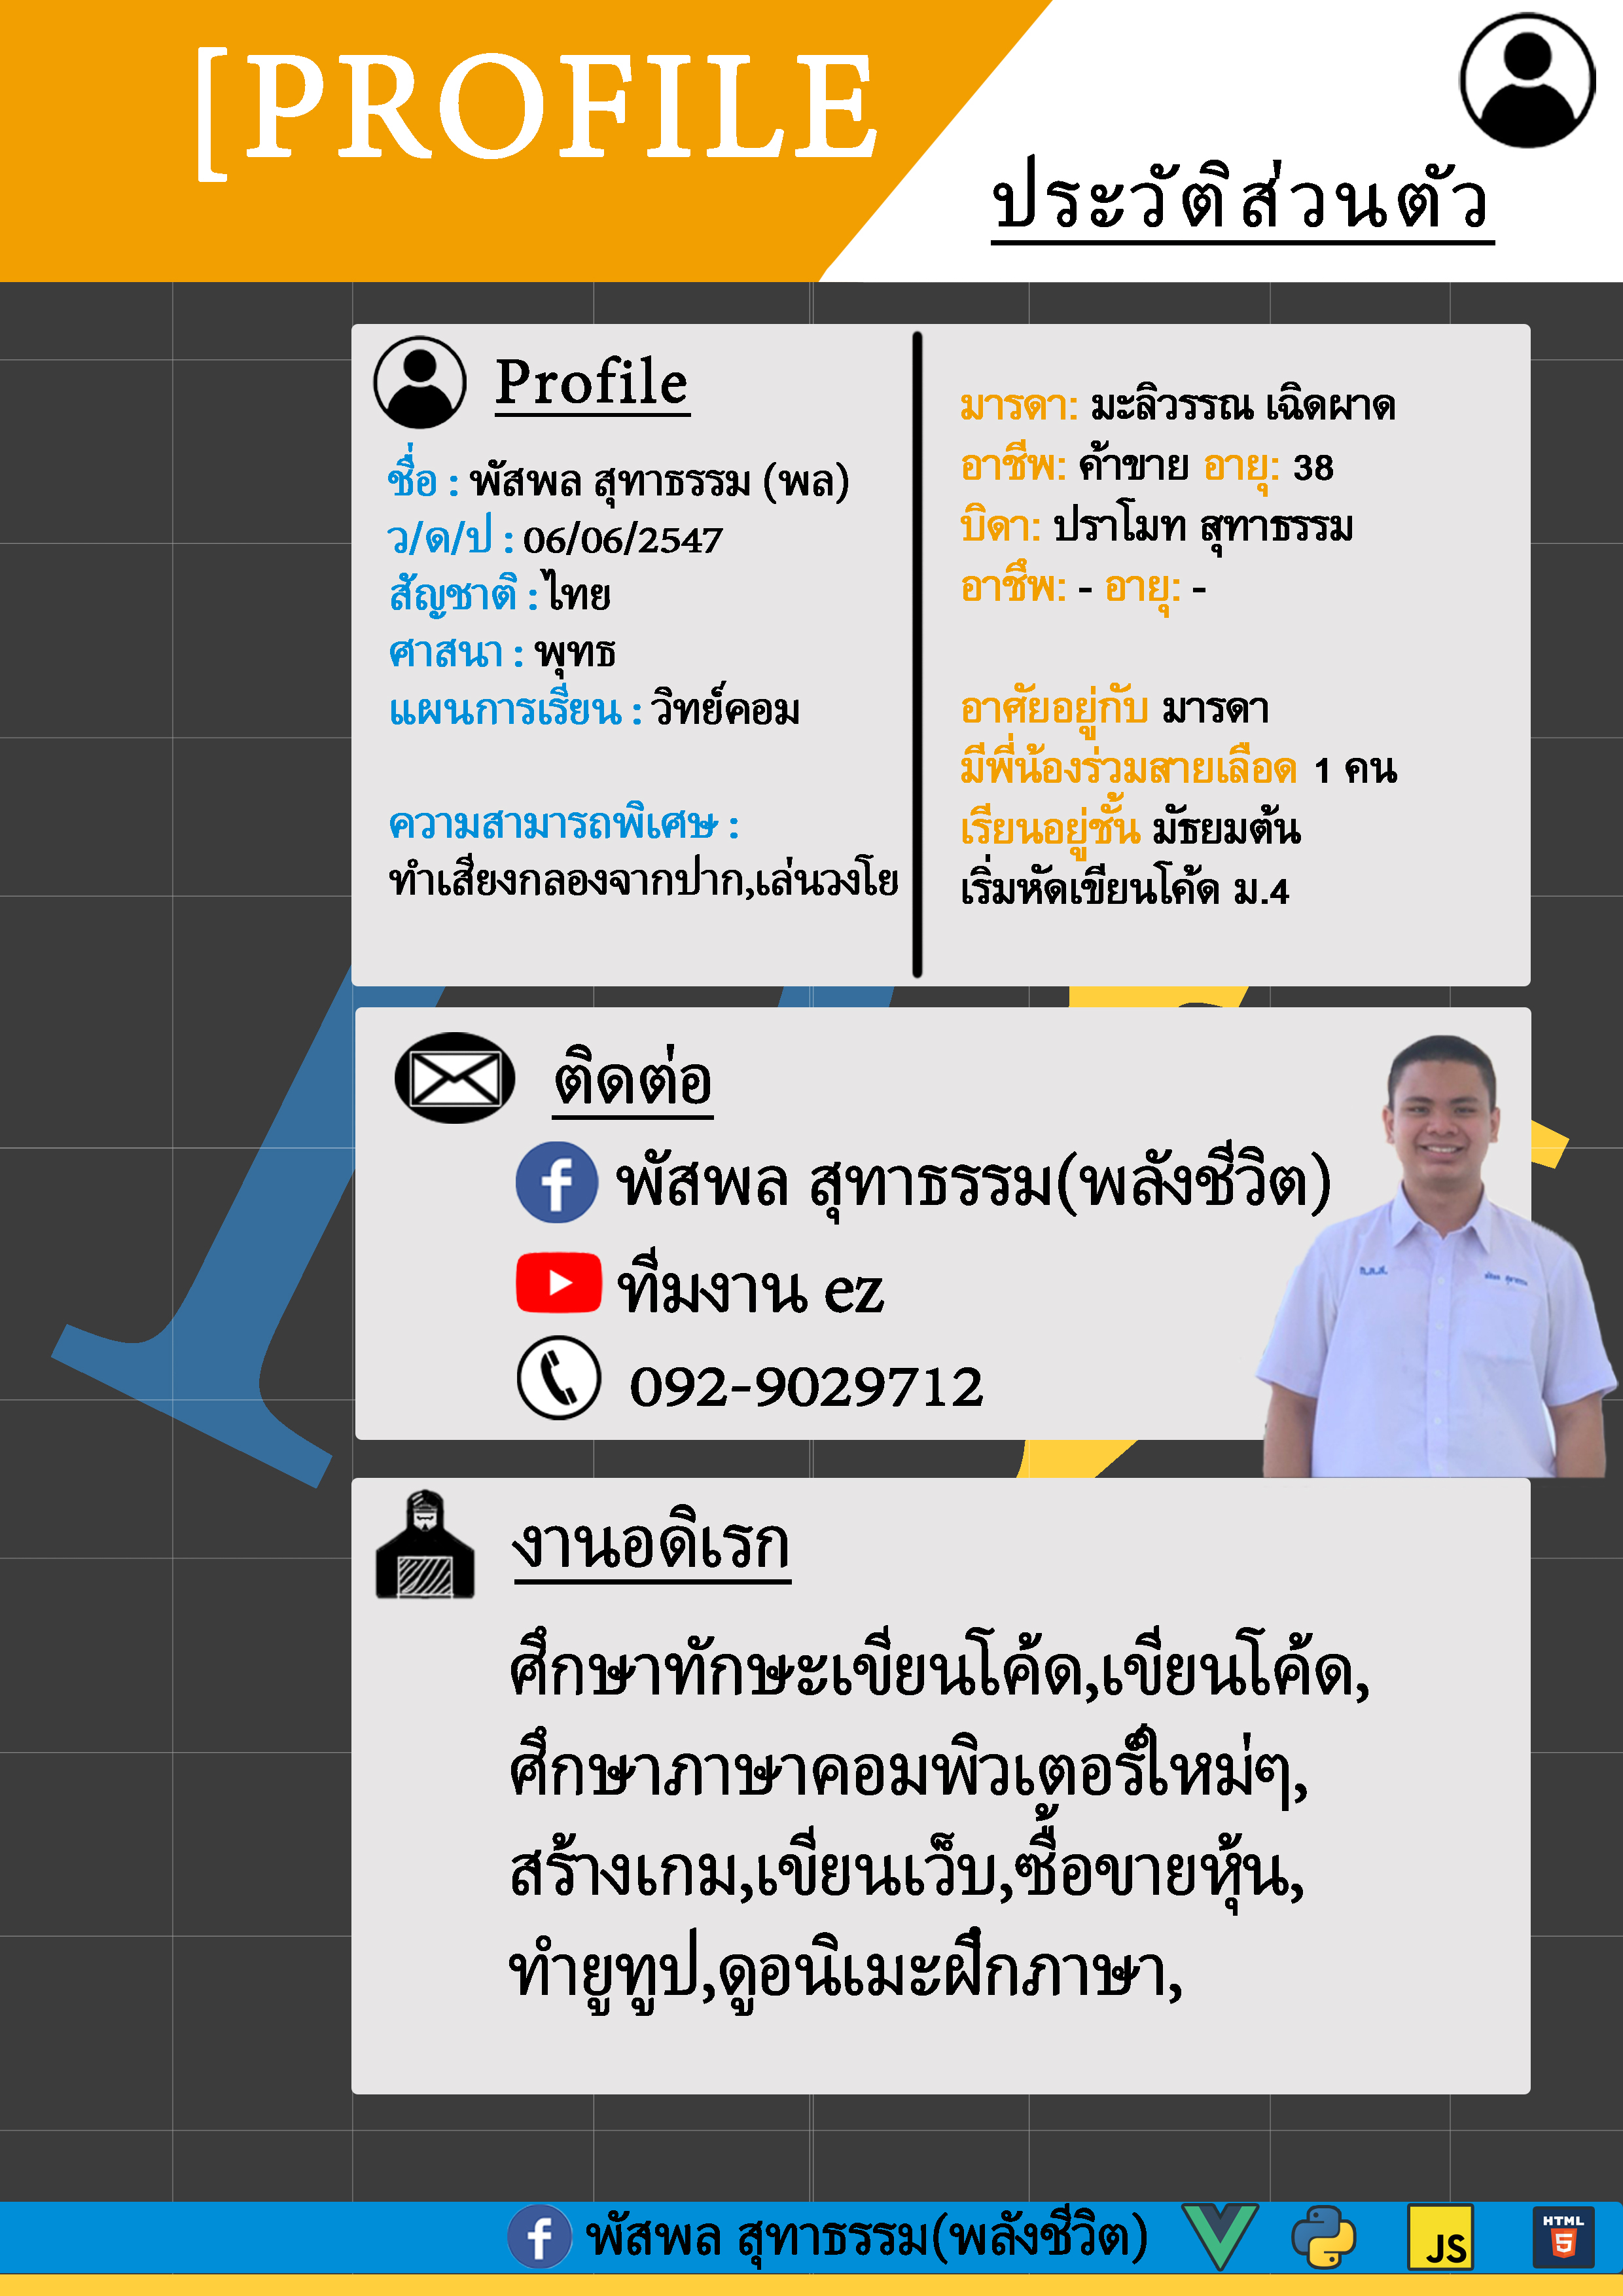 [PROFILE
ประวัติส่วนตัว
Profile
ชื่อ : พัสพล สุทาธรรม (พล)
ว/ด/ป : 06/06/2547
สัญชาติ : ไทย
ศาสนา : พุทธ
แผนการเรียน : วิทย์คอม
ความสามารถพิเศษ :
ทำเสียงกลองจากปาก,เล่นวงโย
มารดา: มะลิวรรณ เฉิดผาด
อาชีพ: ค้าขาย อายุ: 38
บิดา: ปราโมท สุทาธรรม
อาชึพ: - อายุ: -
อาศัยอยู่กับ มารดา
มีพี่น้องร่วมสายเลือด 1 คน
เรียนอยู่ชั้น มัธยมต้น
เริ่มหัดเขียนโค้ด ม.4
ติดต่อ
พัสพล สุทาธรรม(พลังชีวิต)
ทีมงาน ez
092-9029712
งานอดิเรก
ศึกษาทักษะเขียนโค้ด,เขียนโค้ด,
ศึกษาภาษาคอมพิวเตอร์ใหม่ๆ,
สร้างเกม,เขียนเว็บ,ซื้อขายหุ้น,
ทำยูทูป,ดูอนิเมะฝึกภาษา,
พัสพล สุทาธรรม(พลังชีวิต)
JS
HTML
5